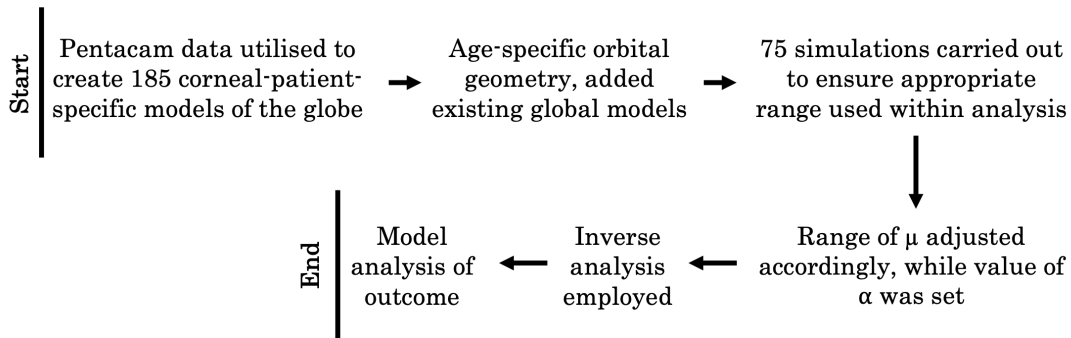 Start
Pentacam data utilised to
create 185 corneal-patient-
specific models of the globe
Age-specific orbital
geometry, added
existing global models
75 simulations carried out
to ensure appropriate
range used within analysis
Range of μ adjusted
accordingly, while value of
α was set
Inverse
analysis
employed
Model
analysis of
outcome
End